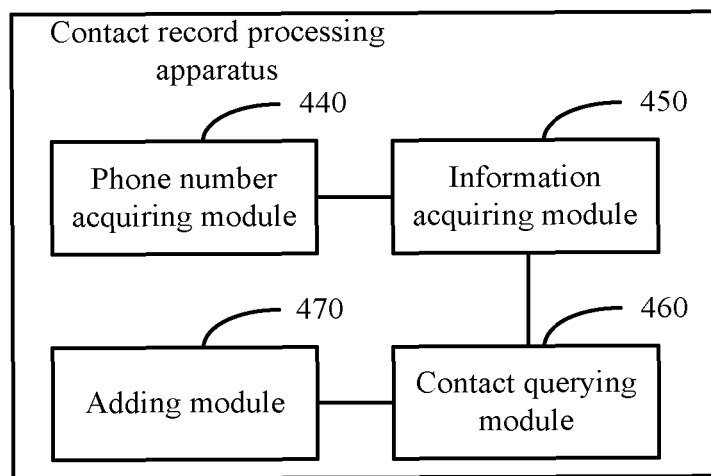 Contact record processing
apparatus
440
450
Phone number
acquiring module
Information
acquiring module
470
460
Adding module
Contact querying
module